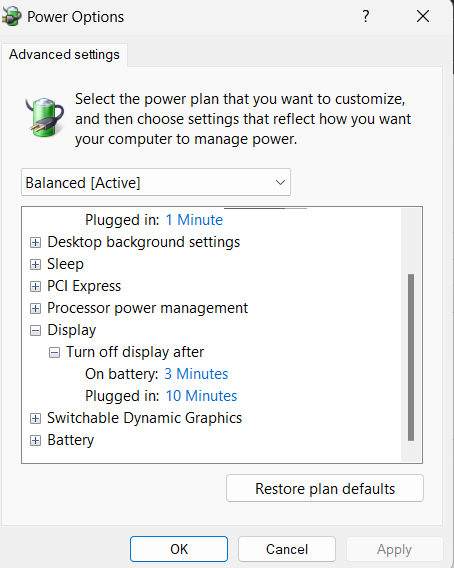 Power Options
?
Advanced settings
Select the power plan that you want to customize,
and then choose settings that reflect how you want
your computer to manage power.
Balanced [Active]
Plugged in: 1 Minute
Desktop background settings
Sleep
PCI Express
Processor power management
Display
Turn off display after
On battery: 3 Minutes
Plugged in: 10 Minutes
Switchable Dynamic Graphics
Battery
Restore plan defaults
OK
Cancel
Apply